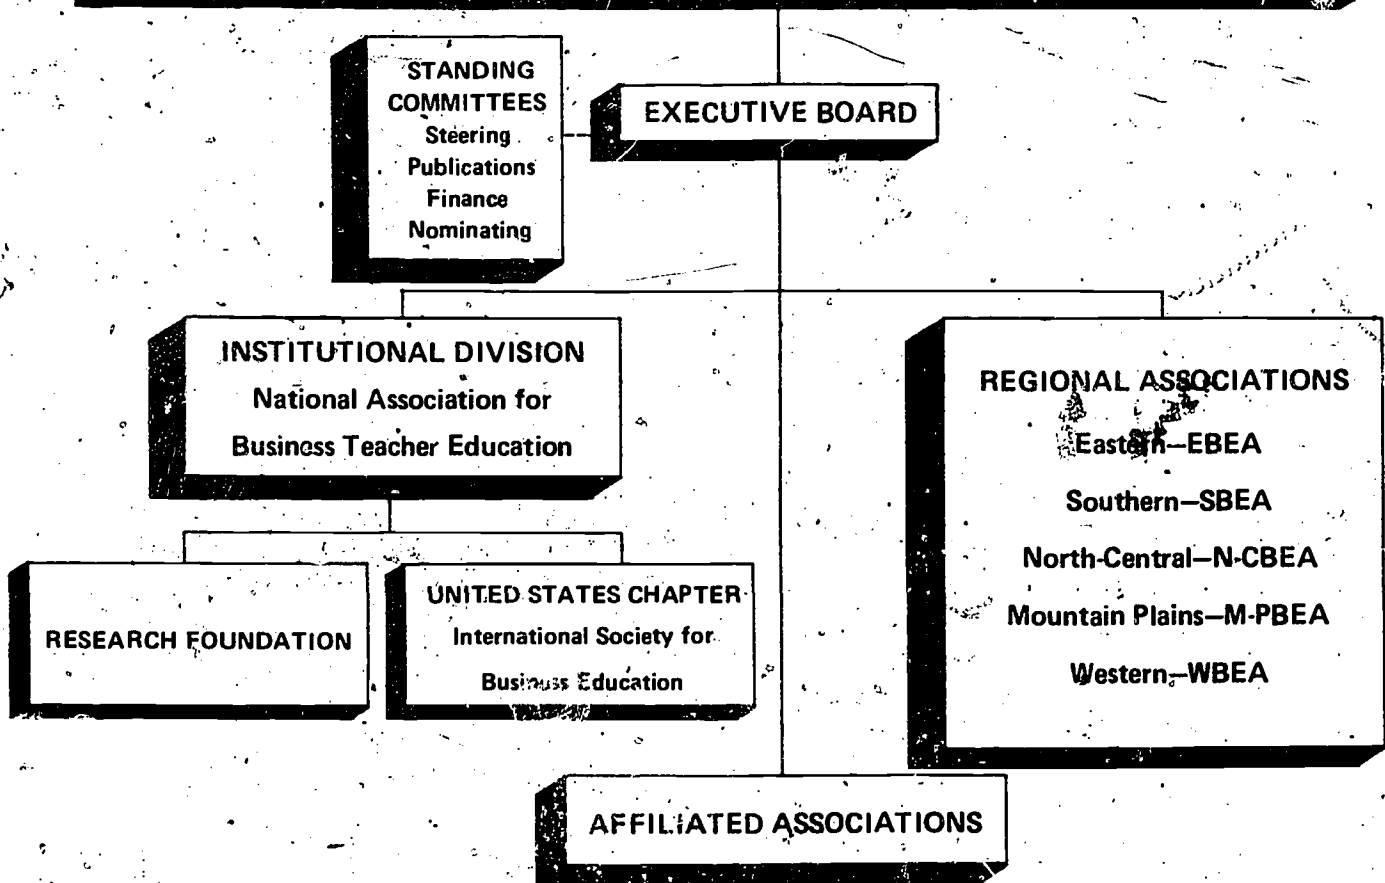 STANDING
COMMITTEES
Steering
Publications
Finance
Nominating
EXECUTIVE BOARD
INSTITUTIONAL DIVISION
National Association for
Business Teacher Education
REGIONAL ASSOCIATIONS
Eastern—EBEA
Southern—SBEA
North-Central—N-CBEA
Mountain Plains—M-PBEA
Western—WBEA
RESEARCH FOUNDATION
UNITED STATES CHAPTER
International Society for
Business Education
AFFILIATED ASSOCIATIONS